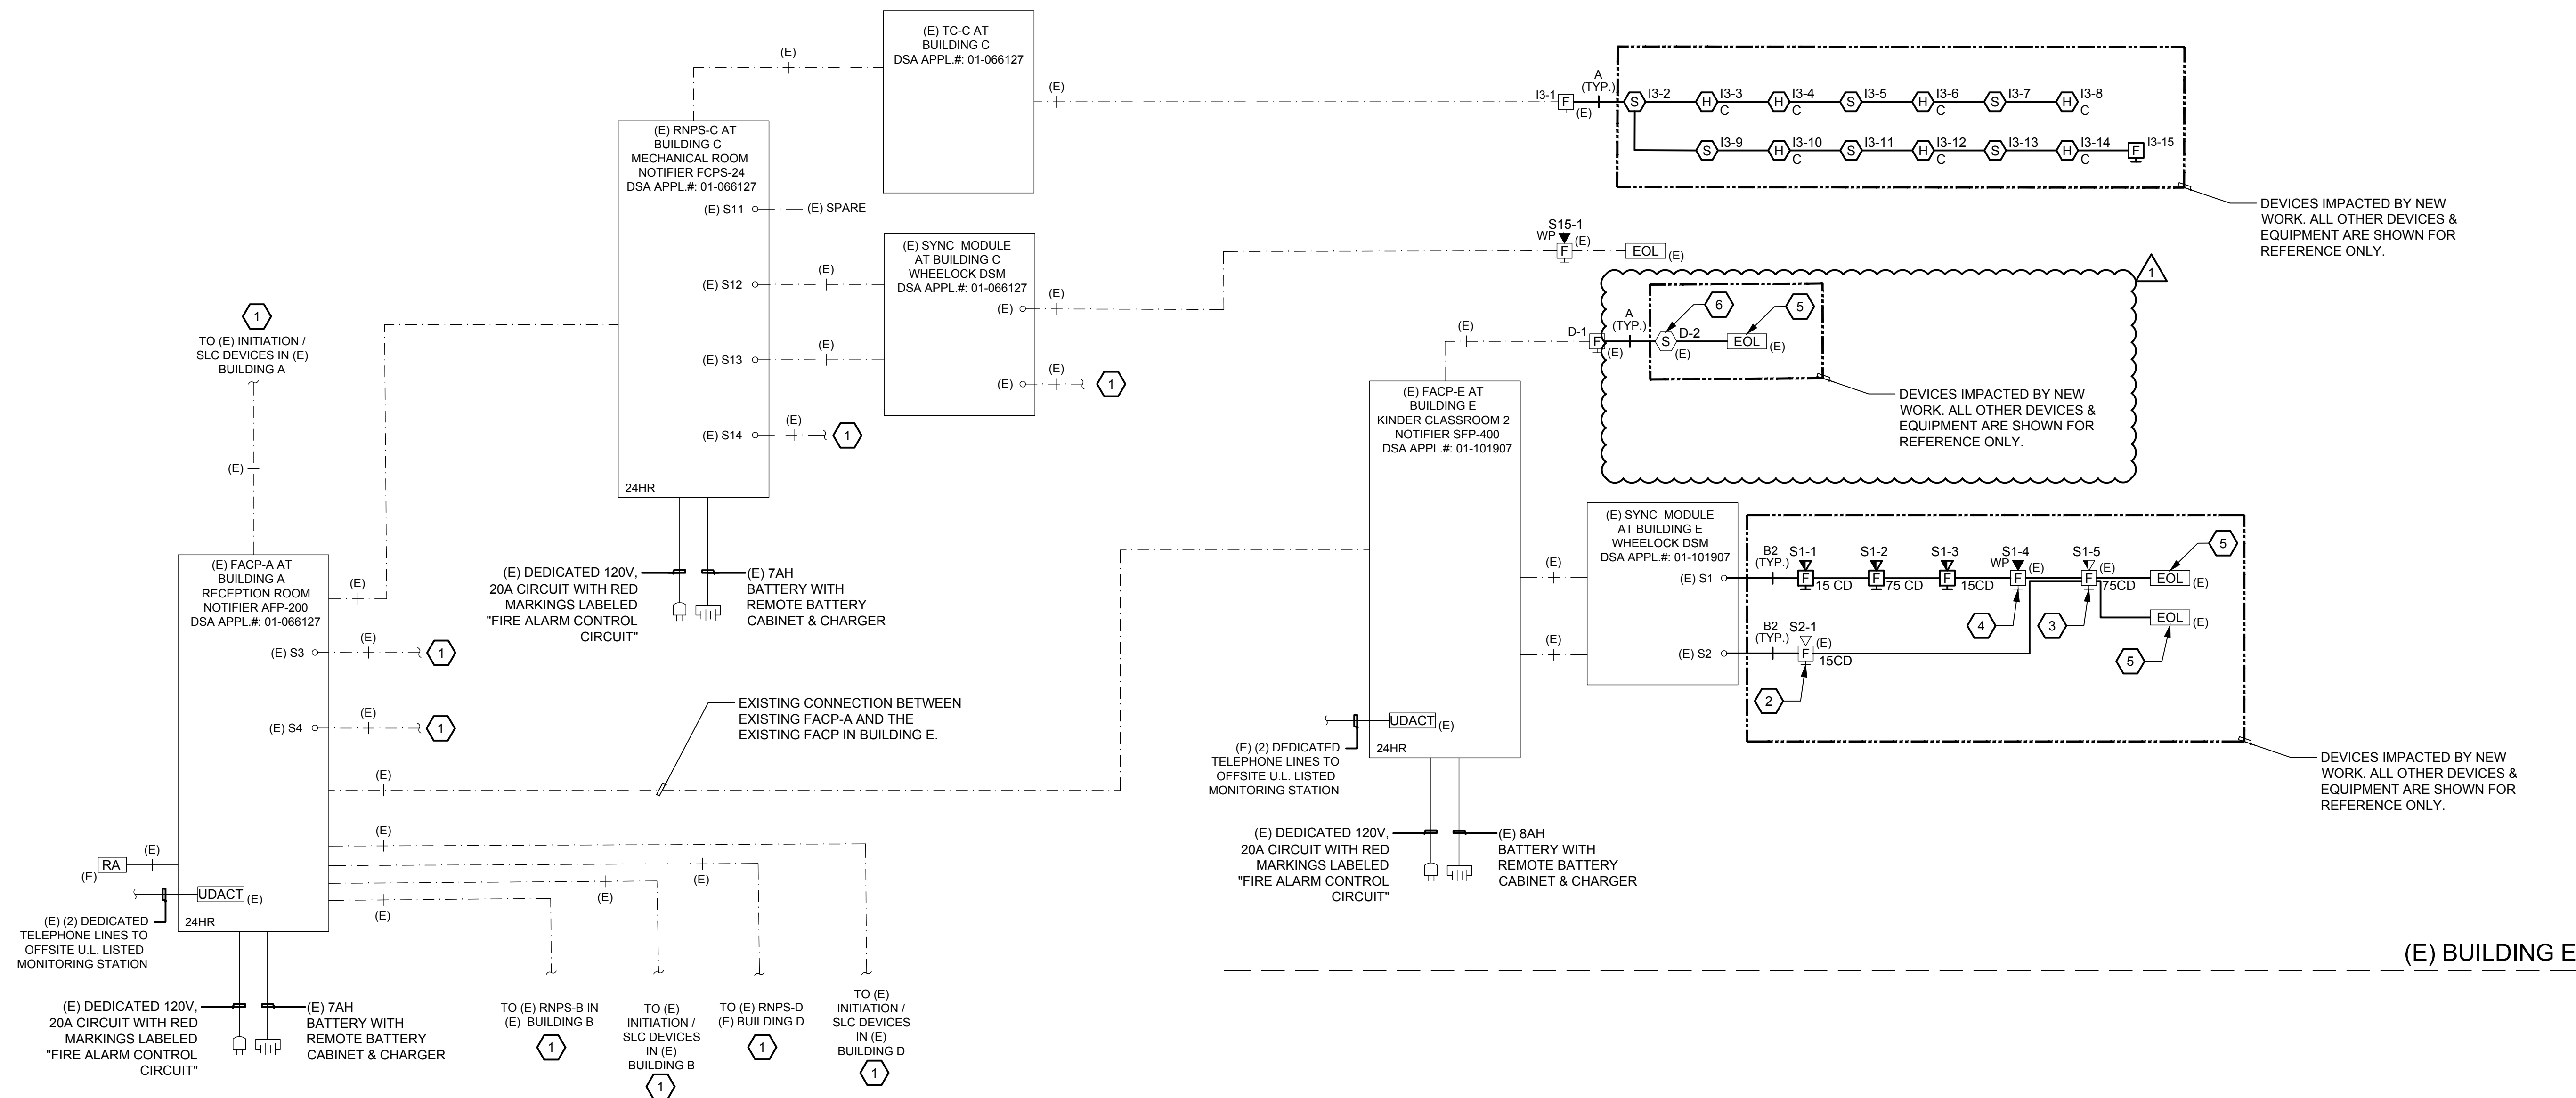 (E) TC-C AT
BUILDING C
DSA APPL.#: 01-066127
(E)
(E)
(E) RNPS-C AT
BUILDING C
MECHANICAL ROOM
NOTIFIER FCPS-24
DSA APPL.#: 01-066127
(E) S11
(E) SPARE
(E) S12
(E)
(E) S13
(E)
(E) S14
(E)
1
24HR
(E) SYNC MODULE
AT BUILDING C
WHEELOCK DSM
DSA APPL.#: 01-066127
(E)
(E)
(E)
(E)
1
I3-1
F
(E)
A
(TYP.)
S
I3-2
H
I3-3
C
H
I3-4
C
S
I3-5
H
I3-6
C
S
I3-7
H
I3-8
C
S
I3-9
H
I3-10
C
S
I3-11
H
I3-12
C
S
I3-13
H
I3-14
C
F
I3-15
DEVICES IMPACTED BY NEW
WORK. ALL OTHER DEVICES &
EQUIPMENT ARE SHOWN FOR
REFERENCE ONLY.
S15-1
WP
(E)
F
EOL
(E)
1
6
5
(E)
D-1
F
(E)
A
(TYP.)
S
D-2
(E)
EOL
(E)
DEVICES IMPACTED BY NEW
WORK. ALL OTHER DEVICES &
EQUIPMENT ARE SHOWN FOR
REFERENCE ONLY.
1
TO (E) INITIATION /
SLC DEVICES IN (E)
BUILDING A
(E)
(E) FACP-A AT
BUILDING A
RECEPTION ROOM
NOTIFIER AFP-200
DSA APPL.#: 01-066127
(E)
(E) S3
(E)
1
(E) S4
(E)
1
(E)
(E)
(E)
(E)
(E)
RA
(E)
(E)
UDACT
(E)
24HR
(E) (2) DEDICATED
TELEPHONE LINES TO
OFFSITE U.L. LISTED
MONITORING STATION
(E) DEDICATED 120V,
20A CIRCUIT WITH RED
MARKINGS LABELED
"FIRE ALARM CONTROL
CIRCUIT"
(E) 7AH
BATTERY WITH
REMOTE BATTERY
CABINET & CHARGER
(E) DEDICATED 120V,
20A CIRCUIT WITH RED
MARKINGS LABELED
"FIRE ALARM CONTROL
CIRCUIT"
(E) 7AH
BATTERY WITH
REMOTE BATTERY
CABINET & CHARGER
EXISTING CONNECTION BETWEEN
EXISTING FACP-A AND THE
EXISTING FACP IN BUILDING E.
TO (E) RNPS-B IN
(E) BUILDING B
1
TO (E)
INITIATION /
SLC DEVICES
IN (E)
BUILDING B
1
TO (E) RNPS-D
(E) BUILDING D
1
TO (E)
INITIATION /
SLC DEVICES
IN (E)
BUILDING D
1
(E) FACP-E AT
BUILDING E
KINDER CLASSROOM 2
NOTIFIER SFP-400
DSA APPL.#: 01-101907
UDACT
(E)
24HR
(E) (2) DEDICATED
TELEPHONE LINES TO
OFFSITE U.L. LISTED
MONITORING STATION
(E) DEDICATED 120V,
20A CIRCUIT WITH RED
MARKINGS LABELED
"FIRE ALARM CONTROL
CIRCUIT"
(E) 8AH
BATTERY WITH
REMOTE BATTERY
CABINET & CHARGER
(E)
(E)
(E) SYNC MODULE
AT BUILDING E
WHEELOCK DSM
DSA APPL.#: 01-101907
(E) S1
(E) S2
B2
(TYP.)
S1-1
F
15 CD
S1-2
F
75 CD
S1-3
F
15CD
S1-4
WP
(E)
F
S1-5
(E)
F
75CD
EOL
(E)
5
EOL
(E)
5
4
3
B2
(TYP.)
S2-1
(E)
F
15CD
2
DEVICES IMPACTED BY NEW
WORK. ALL OTHER DEVICES &
EQUIPMENT ARE SHOWN FOR
REFERENCE ONLY.
(E) BUILDING E